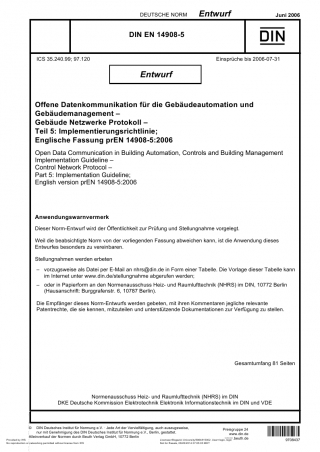 DEUTSCHE NORM
Entwurf
Juni 2006
DIN EN 14908-5
DIN
ICS 35.240.99; 97.120
Einsprüche bis 2006-07-31
Entwurf
Offene Datenkommunikation für die Gebäudeautomation und
Gebäudemanagement –
Gebäude Netzwerke Protokoll –
Teil 5: Implementierungsrichtlinie;
Englische Fassung prEN 14908-5:2006
Open Data Communication in Building Automation, Controls and Building Management
Implementation Guideline –
Control Network Protocol –
Part 5: Implementation Guideline;
English version prEN 14908-5:2006
Anwendungswarnvermerk
Dieser Norm-Entwurf wird der Öffentlichkeit zur Prüfung und Stellungnahme vorgelegt.
Weil die beabsichtigte Norm von der vorliegenden Fassung abweichen kann, ist die Anwendung dieses
Entwurfes besonders zu vereinbaren.
Stellungnahmen werden erbeten
– vorzugsweise als Datei per E-Mail an nhrs@din.de in Form einer Tabelle. Die Vorlage dieser Tabelle kann
im Internet unter www.din.de/stellungnahme abgerufen werden;
– oder in Papierform an den Normenausschuss Heiz- und Raumlufttechnik (NHRS) im DIN, 10772 Berlin
(Hausanschrift: Burggrafenstr. 6, 10787 Berlin).
Die Empfänger dieses Norm-Entwurfs werden gebeten, mit ihren Kommentaren jegliche relevante
Patentrechte, die sie kennen, mitzuteilen und unterstützende Dokumentationen zur Verfügung zu stellen.
Gesamtumfang 81 Seiten
Normenausschuss Heiz- und Raumlufttechnik (NHRS) im DIN
DKE Deutsche Kommission Elektrotechnik Elektronik Informationstechnik im DIN und VDE
© DIN Deutsches Institut für Normung e.V. · Jede Art der Vervielfältigung, auch auszugsweise,
nur mit Genehmigung des DIN Deutsches Institut für Normung e.V., Berlin, gestattet.
Alleinverkauf der Normen durch Beuth Verlag GmbH, 10772 Berlin
Preisgruppe 24
www.din.de
www.beuth.de